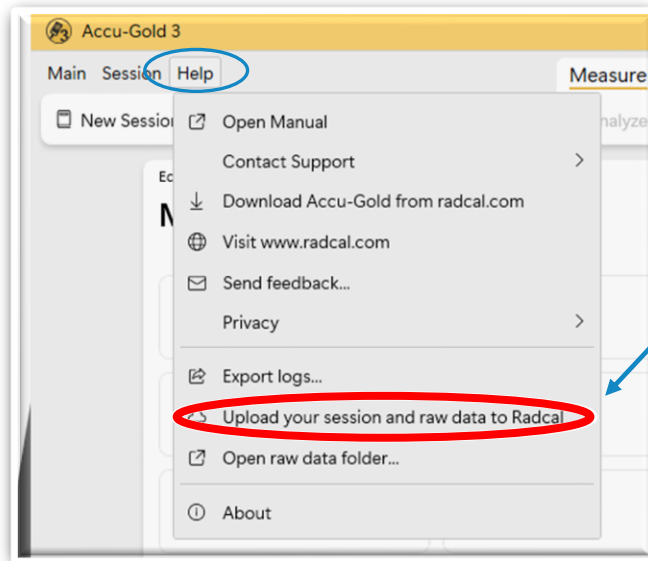 Accu-Gold 3
Main Session Help
Measure
New Sessio
nalyze
Open Manual
Contact Support
Download Accu-Gold from radcal.com
Visit www.radcal.com
Send feedback...
Privacy
Export logs...
Upload your session and raw data to Radcal
Open raw data folder...
About